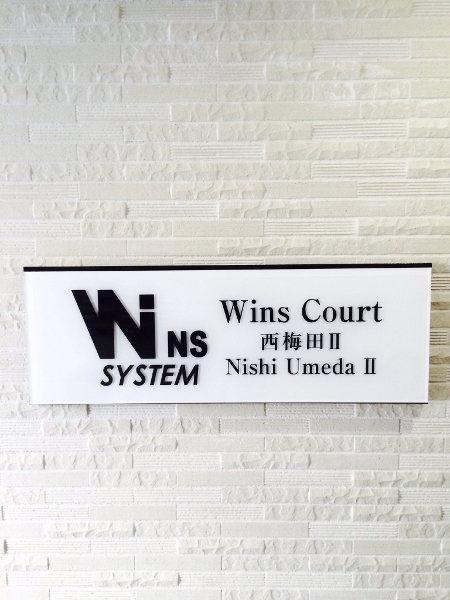 WiNS
SYSTEM
Wins Court
西梅田Ⅱ
Nishi Umeda Ⅱ